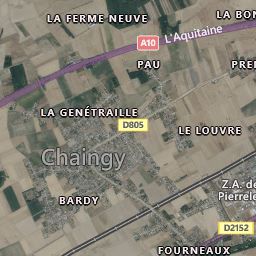 LA FERME NEUVE
LA BON
A10
L'Aquitaine
PAU
PRE
LA GENÉTRAILLE
D805
LE LOUVRE
Chaingy
Z.A. de
Pierrele
BARDY
D2152
FOURNEAUX